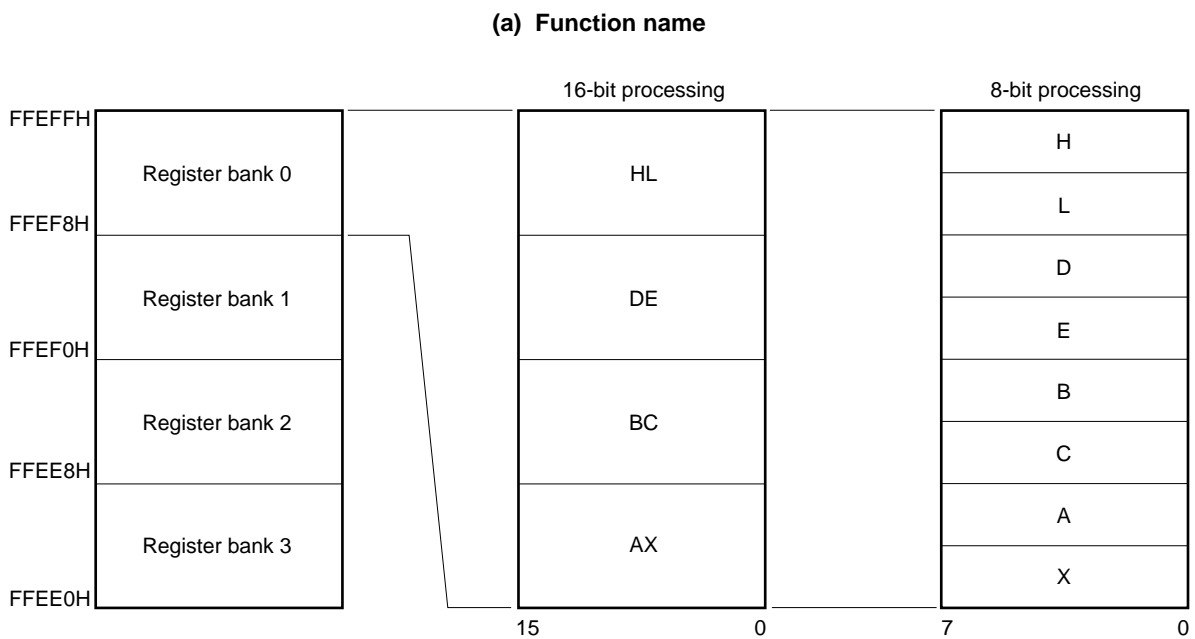 (a) Function name
16-bit processing
8-bit processing
FFEFFH
Register bank 0
HL
H
L
FFEF8H
Register bank 1
DE
D
E
FFEF0H
Register bank 2
BC
B
C
FFEE8H
Register bank 3
AX
A
X
FFEE0H
15 0
7 0